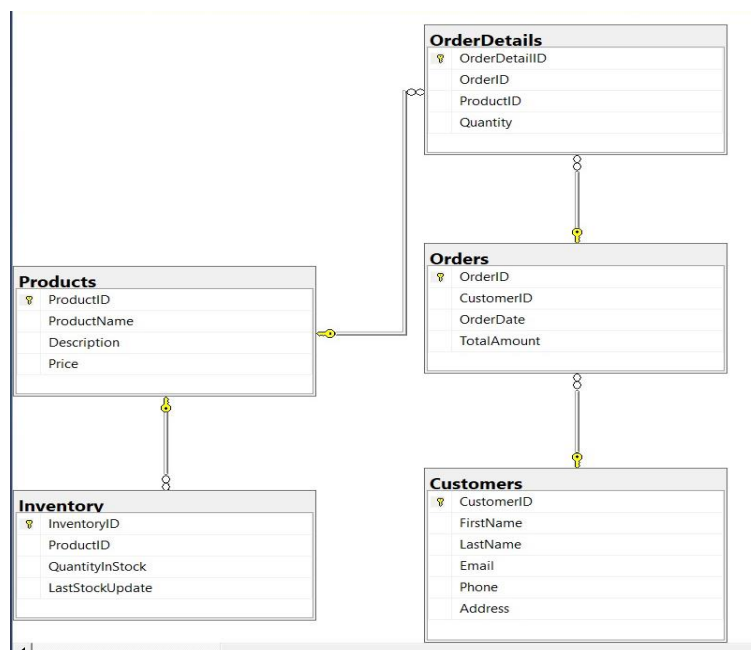 OrderDetails
OrderDetailID
OrderID
ProductID
Quantity
Orders
OrderID
CustomerID
OrderDate
TotalAmount
Products
ProductID
ProductName
Description
Price
Inventory
InventoryID
ProductID
QuantityInStock
LastStockUpdate
Customers
CustomerID
FirstName
LastName
Email
Phone
Address